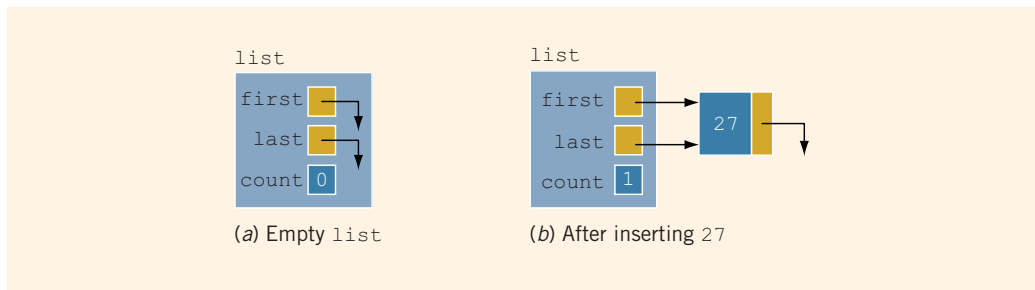 list
first
last
count 0
(a) Empty list
list
first
last
count 1
27
(b) After inserting 27